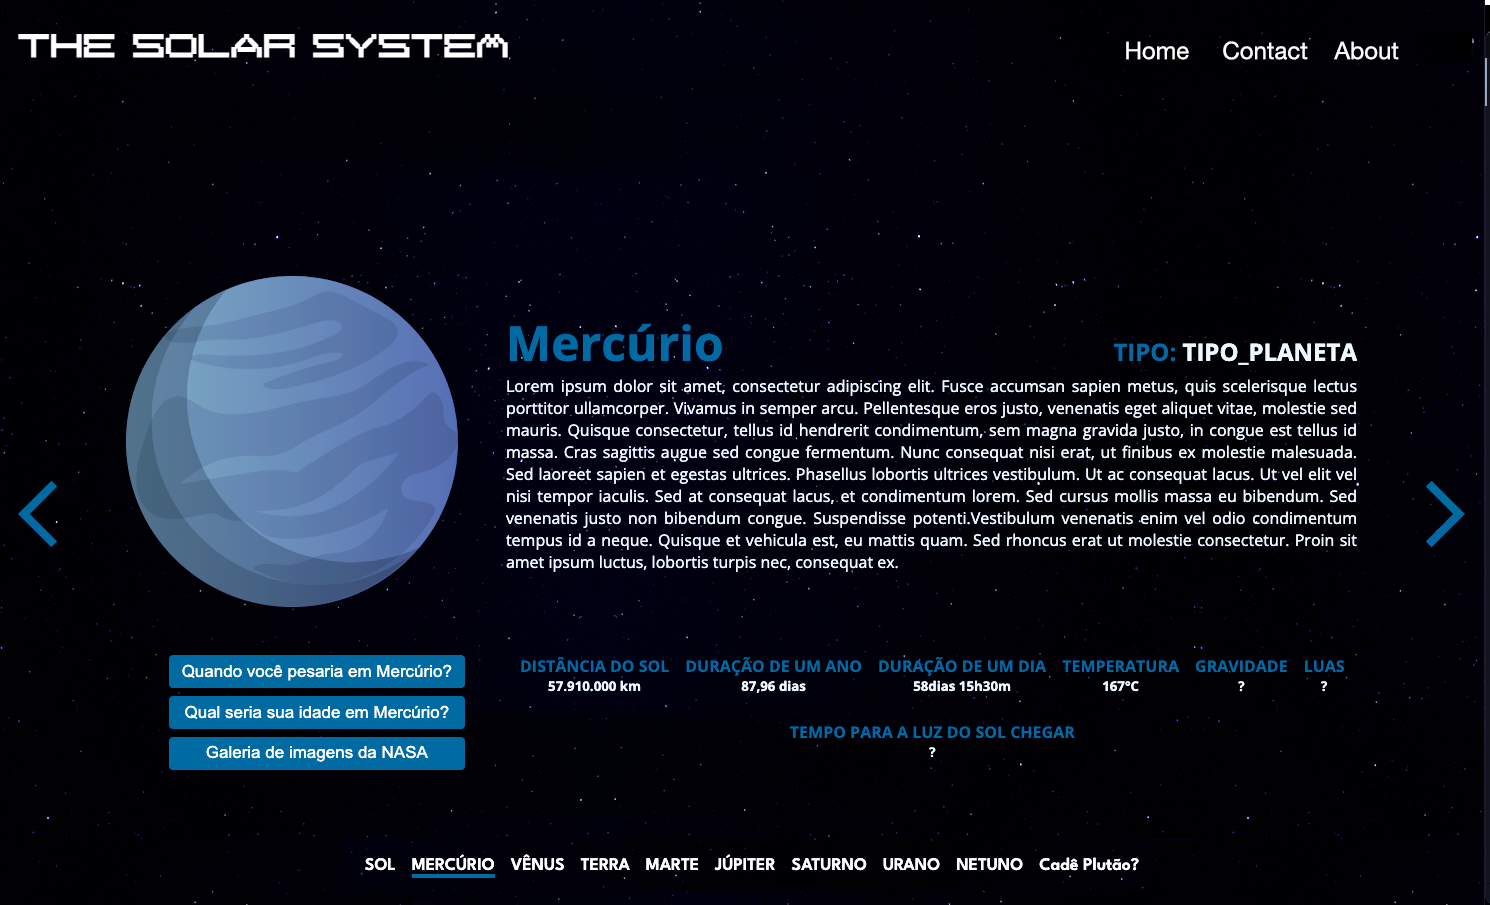 THE SOLAR SYSTEM
Home Contact About
Mercúrio
TIPO: TIPO_PLANETA
Lorem ipsum dolor sit amet, consectetur adipiscing elit. Fusce accumsan sapien metus, quis scelerisque lectus
porttitor ullamcorper. Vivamus in semper arcu. Pellentesque eros justo, venenatis eget aliquet vitae, molestie sed
mauris. Quisque consectetur, tellus id hendrerit condimentum, sem magna gravida justo, in congue est tellus id
massa. Cras sagittis augue sed congue fermentum. Nunc consequat nisi erat, ut finibus ex molestie malesuada.
Sed laoreet sapien et egestas ultrices. Phasellus lobortis ultrices vestibulum. Ut ac consequat lacus. Ut vel elit vel
nisi tempor iaculis. Sed at consequat lacus, et condimentum lorem. Sed cursus mollis massa eu bibendum. Sed
venenatis justo non bibendum congue. Suspendisse potenti.Vestibulum venenatis enim vel odio condimentum
tempus id a neque. Quisque et vehicula est, eu mattis quam. Sed rhoncus erat ut molestie consectetur. Proin sit
amet ipsum luctus, lobortis turpis nec, consequat ex.
Quando você pesaria em Mercúrio?
Qual seria sua idade em Mercúrio?
Galeria de imagens da NASA
DISTÂNCIA DO SOL DURAÇÃO DE UM ANO DURAÇÃO DE UM DIA TEMPERATURA GRAVIDADE LUAS
57.910.000 km 87,96 dias 58dias 15h30m 167°C ? ?
TEMPO PARA A LUZ DO SOL CHEGAR
?
SOL MERCÚRIO VÊNUS TERRA MARTE JÚPITER SATURNO URANO NETUNO Cadê Plutão?